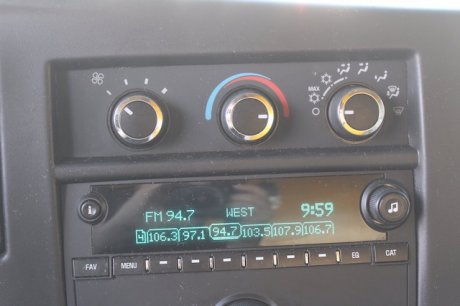 MAX
FM 94.7 WEST 9:59
4 106.3 97.1 94.7 103.5 107.9 106.7
FAV MENU EQ CAT